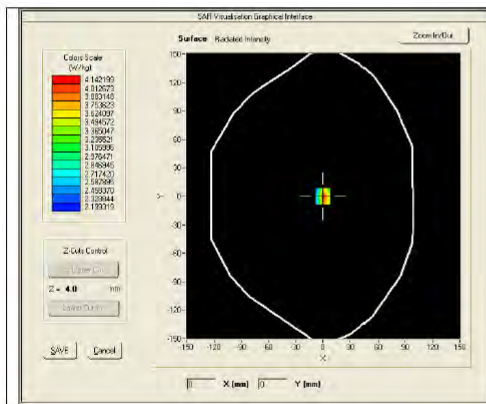 SAR Visualisation Graphical Interface
Surface Radiated Intensity
Zoom In/Out
Colors Scale
(W/kg)
4.142199
4.012673
3.883148
3.753623
3.624097
3.494572
3.365047
3.235521
3.105996
2.976471
2.846945
2.717420
2.587895
2.458370
2.328844
2.199319
150
120
90
60
30
0
-30
-60
-90
-120
-150
Y
-150 -120 -90 -60 -30 0 30 60 90 120 150
X
Z-Cuts Control
Z = 4.0 mm
SAVE Cancel
0 X (mm) 0 Y (mm)